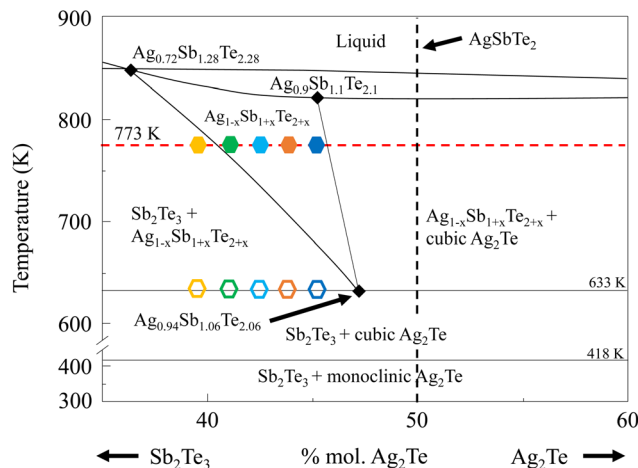 900
Liquid
AgSbTe₂
Ag₀.₇₂Sb₁.₂₈Te₂.₂₈
Ag₀.₉Sb₁.₁Te₂.₁
800
Ag₁₋ₓSb₁₊ₓTe₂₊ₓ
773 K
Temperature (K)
700
Sb₂Te₃ +
Ag₁₋ₓSb₁₊ₓTe₂₊ₓ
Ag₁₋ₓSb₁₊ₓTe₂₊ₓ +
cubic Ag₂Te
633 K
600
Ag₀.₉₄Sb₁.₀₆Te₂.₀₆
Sb₂Te₃ + cubic Ag₂Te
418 K
400
Sb₂Te₃ + monoclinic Ag₂Te
300
40
50
60
Sb₂Te₃
% mol. Ag₂Te
Ag₂Te